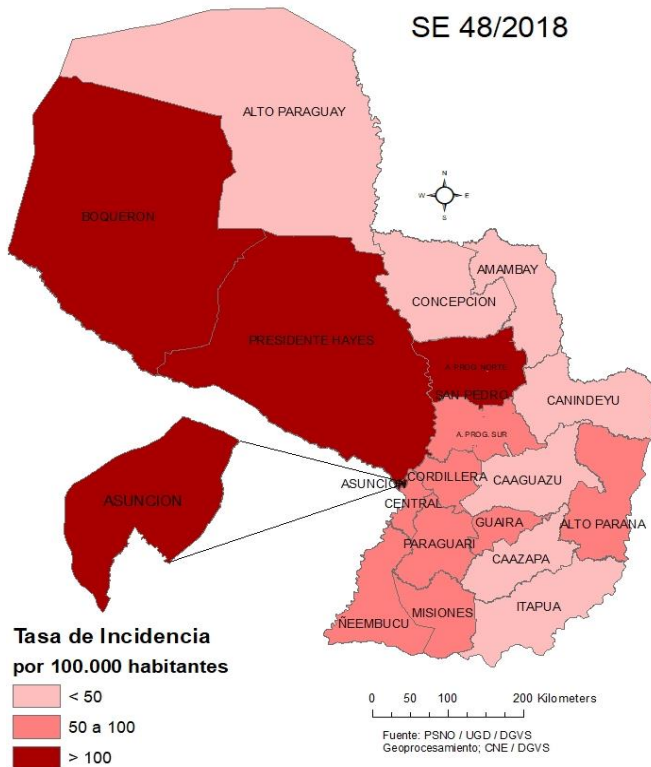 SE 48/2018
ALTO PARAGUAY
N
W
E
S
BOQUERON
AMAMBAY
CONCEPCION
PRESIDENTE HAYES
A. PROG. NORTE
SAN PEDRO
CANINDEYU
A. PROG. SUR
ASUNCION
CORDILLERA
CAAGUAZU
ASUNCION
CENTRAL
GUAIRA
ALTO PARANA
PARAGUARI
CAAZAPA
ITAPUA
MISIONES
ÑEEMBUCU
Tasa de Incidencia
por 100.000 habitantes
< 50
50 a 100
> 100
0 50 100 200 Kilometers
Fuente: PSNO / UGD / DGVS
Geoprocesamiento; CNE / DGVS